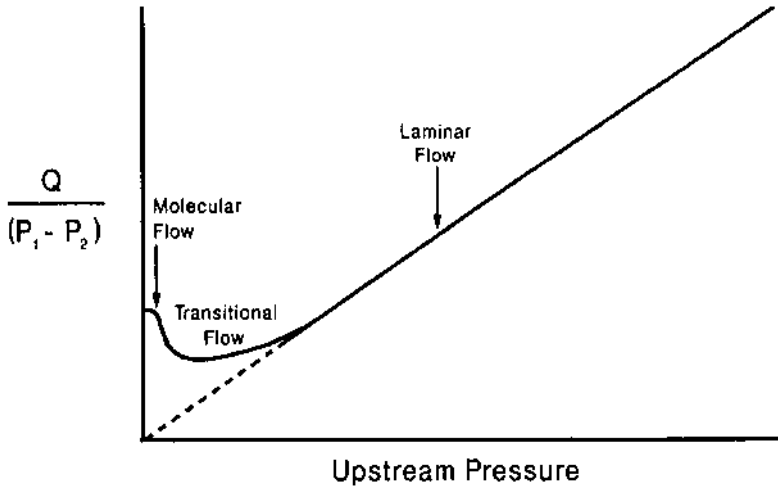 Laminar
Flow
Q
(P₁ - P₂)
Molecular
Flow
Transitional
Flow
Upstream Pressure